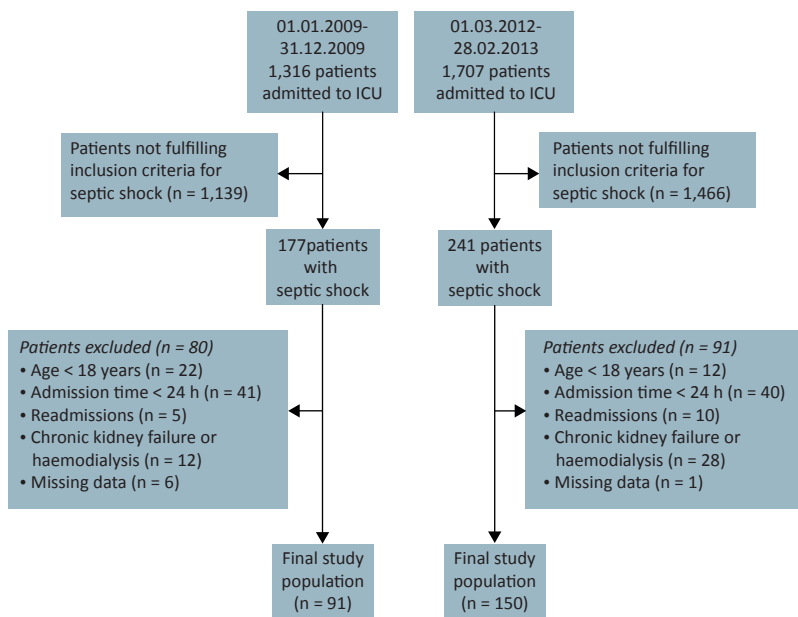 01.01.2009-
31.12.2009
1,316 patients
admitted to ICU
01.03.2012-
28.02.2013
1,707 patients
admitted to ICU
Patients not fulfilling
inclusion criteria for
septic shock (n = 1,139)
Patients not fulfilling
inclusion criteria for
septic shock (n = 1,466)
177patients
with
septic shock
241 patients
with
septic shock
Patients excluded (n = 80)
• Age < 18 years (n = 22)
• Admission time < 24 h (n = 41)
• Readmissions (n = 5)
• Chronic kidney failure or
haemodialysis (n = 12)
• Missing data (n = 6)
Patients excluded (n = 91)
• Age < 18 years (n = 12)
• Admission time < 24 h (n = 40)
• Readmissions (n = 10)
• Chronic kidney failure or
haemodialysis (n = 28)
• Missing data (n = 1)
Final study
population
(n = 91)
Final study
population
(n = 150)